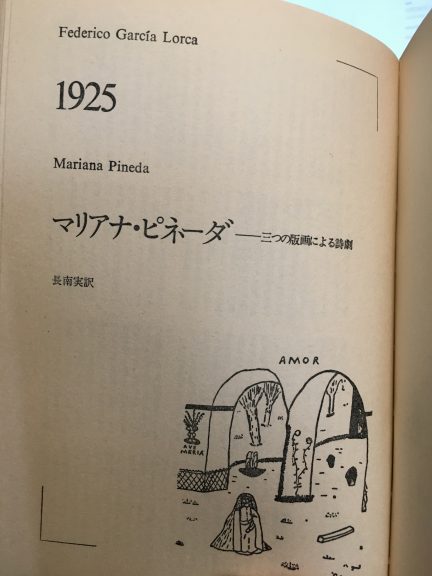 Federico García Lorca
1925
Mariana Pineda
マリアナ・ピネーダ ——三つの版画による詩劇
長南実訳
AMOR
AVE
MARIA